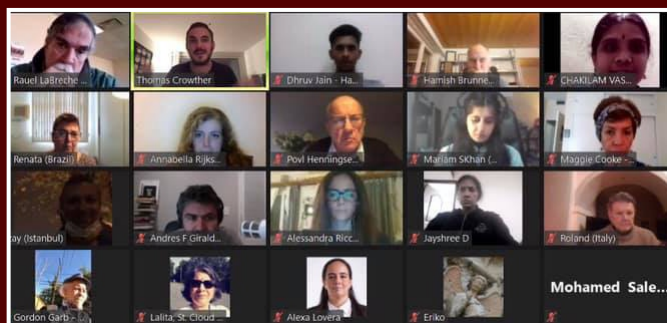 Rauel LaBreche ...
Thomas Crowther
Dhruv Jain - Ha...
Hamish Brunne...
CHAKILAM VAS...
Renata (Brazil)
Annabella Rijks...
Povl Henningse...
Mariam SKhan (...
Maggie Cooke -...
ay (Istanbul)
Andres F Girald...
Alessandra Ricc...
Jayshree D
Roland (Italy)
Gordon Garb - ...
Lalita, St. Cloud ...
Alexa Lovera
Eriko
Mohamed Sale...